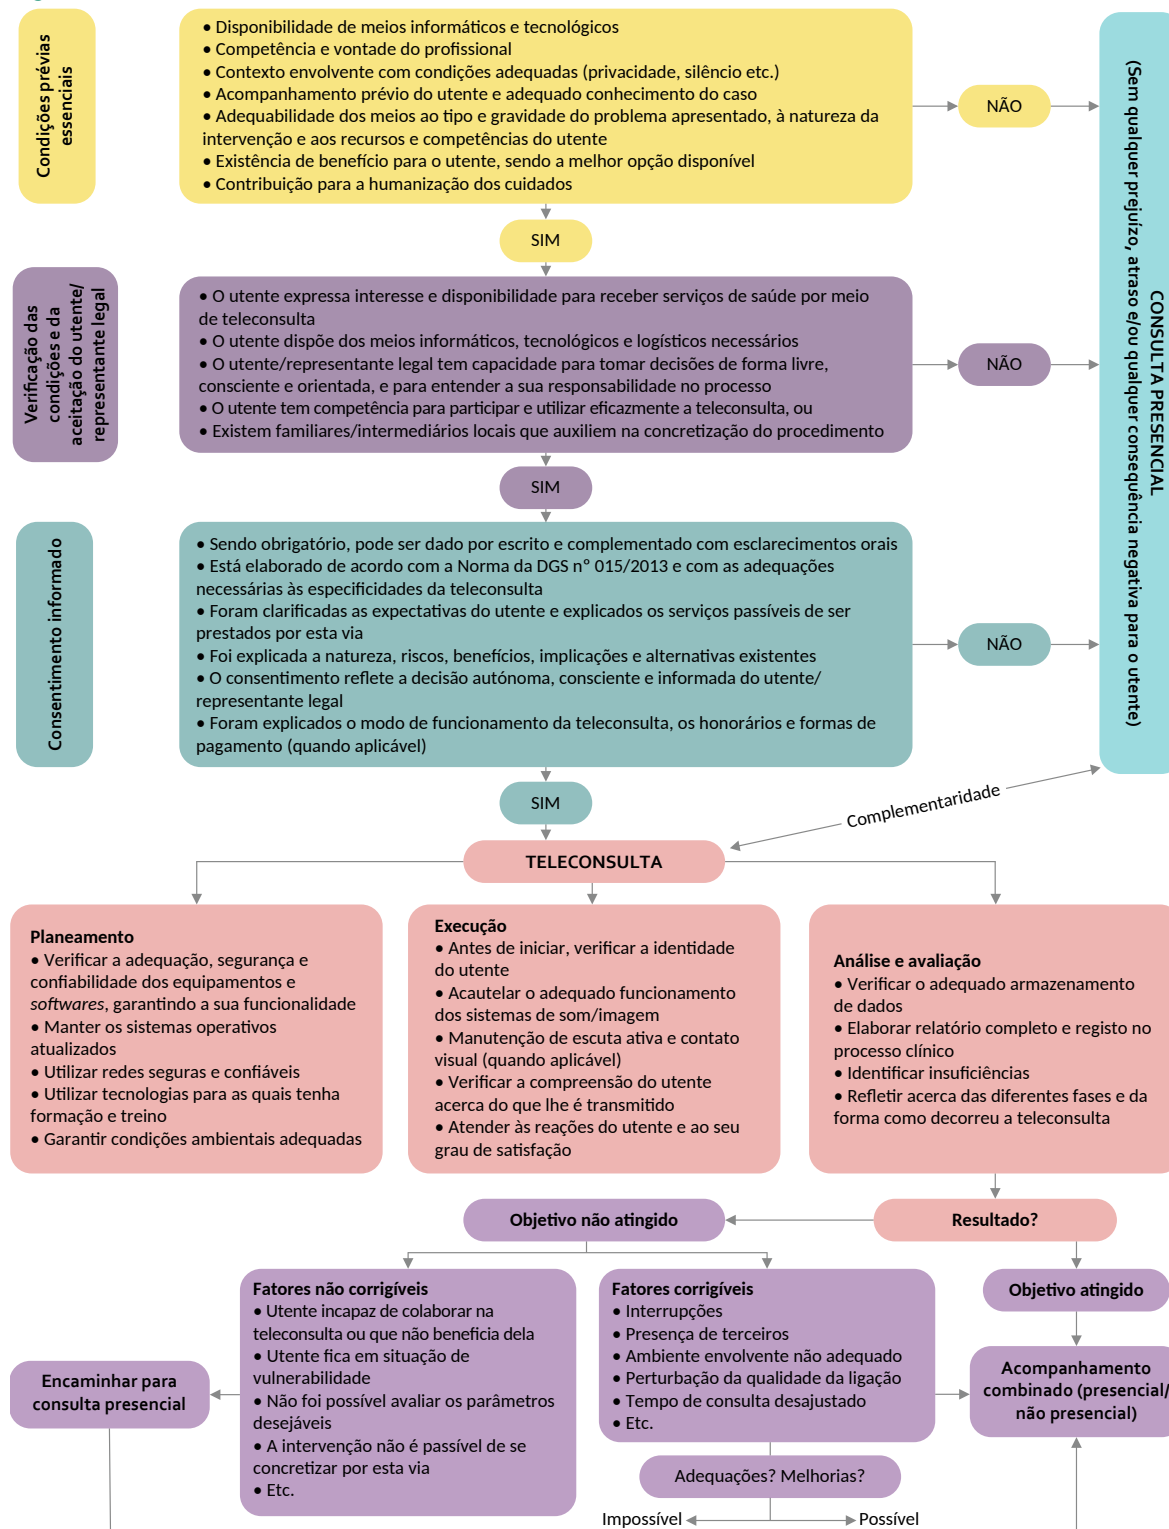 Condições prévias
essenciais
• Disponibilidade de meios informáticos e tecnológicos
• Competência e vontade do profissional
• Contexto envolvente com condições adequadas (privacidade, silêncio etc.)
• Acompanhamento prévio do utente e adequado conhecimento do caso
• Adequabilidade dos meios ao tipo e gravidade do problema apresentado, à natureza da
intervenção e aos recursos e competências do utente
• Existência de benefício para o utente, sendo a melhor opção disponível
• Contribuição para a humanização dos cuidados
NÃO
CONSULTA PRESENCIAL
(Sem qualquer prejuízo, atraso e/ou qualquer consequência negativa para o utente)
SIM
Verificação das
condições e da
aceitação do utente/
representante legal
• O utente expressa interesse e disponibilidade para receber serviços de saúde por meio
de teleconsulta
• O utente dispõe dos meios informáticos, tecnológicos e logísticos necessários
• O utente/representante legal tem capacidade para tomar decisões de forma livre,
consciente e orientada, e para entender a sua responsabilidade no processo
• O utente tem competência para participar e utilizar eficazmente a teleconsulta, ou
• Existem familiares/intermediários locais que auxiliem na concretização do procedimento
NÃO
SIM
Consentimento informado
• Sendo obrigatório, pode ser dado por escrito e complementado com esclarecimentos orais
• Está elaborado de acordo com a Norma da DGS nº 015/2013 e com as adequações
necessárias às especificidades da teleconsulta
• Foram clarificadas as expectativas do utente e explicados os serviços passíveis de ser
prestados por esta via
• Foi explicada a natureza, riscos, benefícios, implicações e alternativas existentes
• O consentimento reflete a decisão autónoma, consciente e informada do utente/
representante legal
• Foram explicados o modo de funcionamento da teleconsulta, os honorários e formas de
pagamento (quando aplicável)
NÃO
SIM
Complementaridade
TELECONSULTA
Planeamento
• Verificar a adequação, segurança e
confiabilidade dos equipamentos e
softwares, garantindo a sua funcionalidade
• Manter os sistemas operativos
atualizados
• Utilizar redes seguras e confiáveis
• Utilizar tecnologias para as quais tenha
formação e treino
• Garantir condições ambientais adequadas
Execução
• Antes de iniciar, verificar a identidade
do utente
• Acautelar o adequado funcionamento
dos sistemas de som/imagem
• Manutenção de escuta ativa e contato
visual (quando aplicável)
• Verificar a compreensão do utente
acerca do que lhe é transmitido
• Atender às reações do utente e ao seu
grau de satisfação
Análise e avaliação
• Verificar o adequado armazenamento
de dados
• Elaborar relatório completo e registo no
processo clínico
• Identificar insuficiências
• Refletir acerca das diferentes fases e da
forma como decorreu a teleconsulta
Objetivo não atingido
Resultado?
Fatores não corrigíveis
• Utente incapaz de colaborar na
teleconsulta ou que não beneficia dela
• Utente fica em situação de
vulnerabilidade
• Não foi possível avaliar os parâmetros
desejáveis
• A intervenção não é passível de se
concretizar por esta via
• Etc.
Fatores corrigíveis
• Interrupções
• Presença de terceiros
• Ambiente envolvente não adequado
• Perturbação da qualidade da ligação
• Tempo de consulta desajustado
• Etc.
Objetivo atingido
Encaminhar para
consulta presencial
Acompanhamento
combinado (presencial/
não presencial)
Adequações? Melhorias?
Impossível
Possível